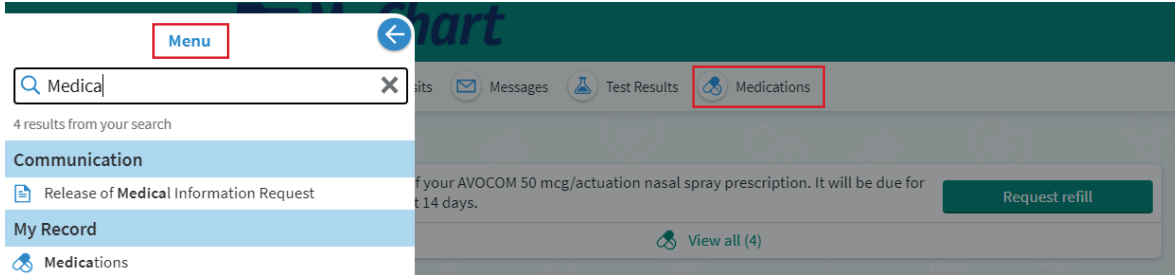 Menu
Medica
4 results from your search
Communication
Release of Medical Information Request
My Record
Medications
Chart
Messages
Test Results
Medications
your AVOCOM 50 mcg/actuation nasal spray prescription. It will be due for
14 days.
Request refill
View all (4)